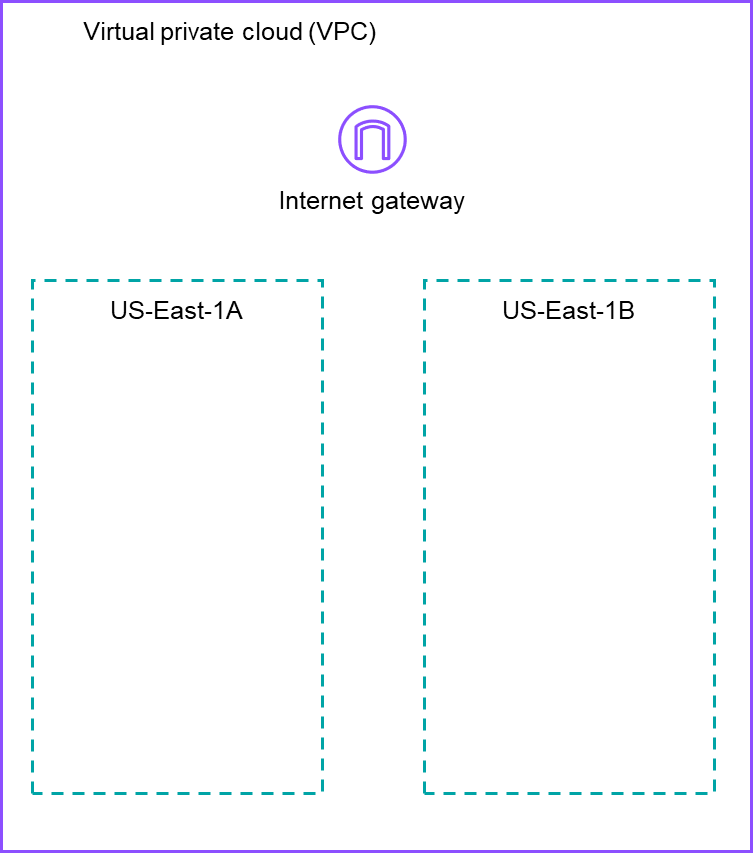 Virtual private cloud (VPC)
Internet gateway
US-East-1A
US-East-1B